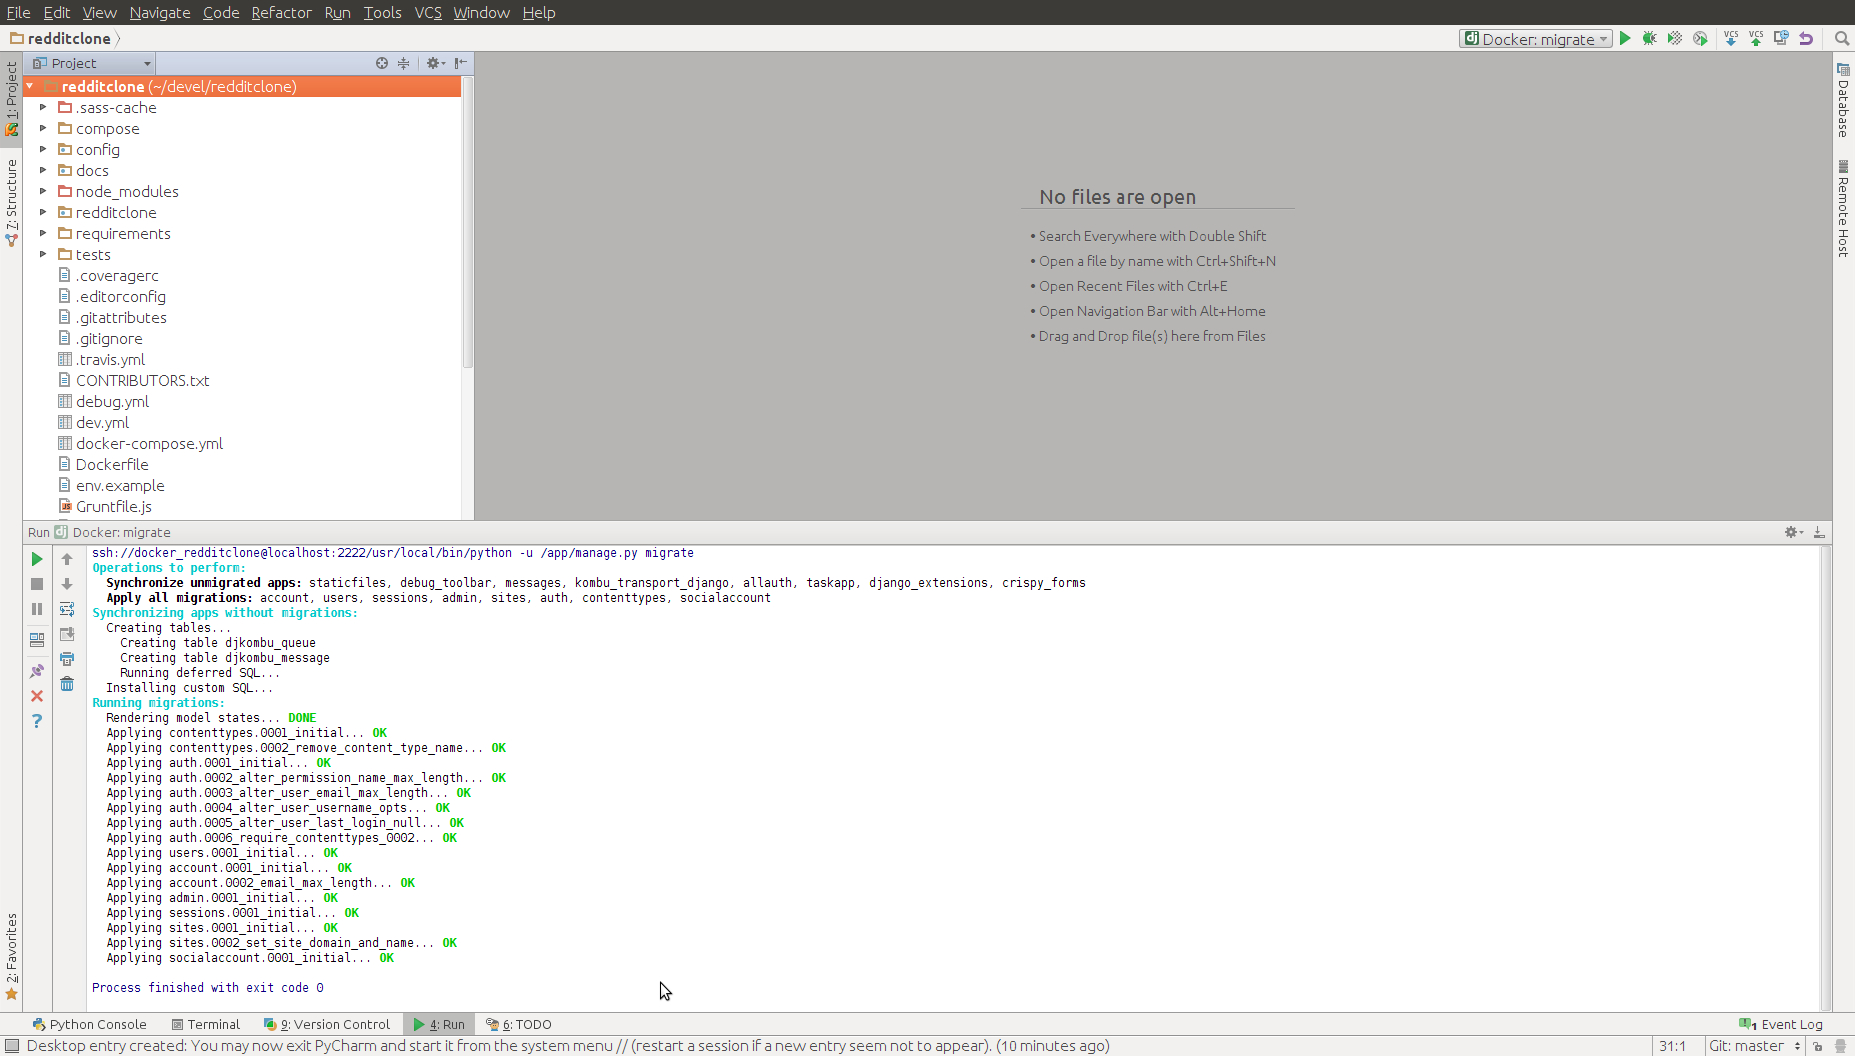 File Edit View Navigate Code Refactor Run Tools VCS Window Help
redditclone
Docker: migrate
VCS VCS
Project
redditclone (~/devel/redditclone)
.sass-cache
compose
config
docs
node_modules
redditclone
requirements
tests
.coveragerc
.editorconfig
.gitattributes
.gitignore
.travis.yml
CONTRIBUTORS.txt
debug.yml
dev.yml
docker-compose.yml
Dockerfile
env.example
Gruntfile.js
1: Project
7: Structure
2: Favorites
No files are open
• Search Everywhere with Double Shift
• Open a file by name with Ctrl+Shift+N
• Open Recent Files with Ctrl+E
• Open Navigation Bar with Alt+Home
• Drag and Drop file(s) here from Files
Database
Remote Host
Run Docker: migrate
ssh://docker_redditclone@localhost:2222/usr/local/bin/python -u /app/manage.py migrate
Operations to perform:
Synchronize unmigrated apps: staticfiles, debug_toolbar, messages, kombu_transport_django, allauth, taskapp, django_extensions, crispy_forms
Apply all migrations: account, users, sessions, admin, sites, auth, contenttypes, socialaccount
Synchronizing apps without migrations:
Creating tables...
Creating table djkombu_queue
Creating table djkombu_message
Running deferred SQL...
Installing custom SQL...
Running migrations:
Rendering model states... DONE
Applying contenttypes.0001_initial... OK
Applying contenttypes.0002_remove_content_type_name... OK
Applying auth.0001_initial... OK
Applying auth.0002_alter_permission_name_max_length... OK
Applying auth.0003_alter_user_email_max_length... OK
Applying auth.0004_alter_user_username_opts... OK
Applying auth.0005_alter_user_last_login_null... OK
Applying auth.0006_require_contenttypes_0002... OK
Applying users.0001_initial... OK
Applying account.0001_initial... OK
Applying account.0002_email_max_length... OK
Applying admin.0001_initial... OK
Applying sessions.0001_initial... OK
Applying sites.0001_initial... OK
Applying sites.0002_set_site_domain_and_name... OK
Applying socialaccount.0001_initial... OK
Process finished with exit code 0
Python Console Terminal 9: Version Control 4: Run 6: TODO 1 Event Log
Desktop entry created: You may now exit PyCharm and start it from the system menu // (restart a session if a new entry seem not to appear). (10 minutes ago) 31:1 Git: master